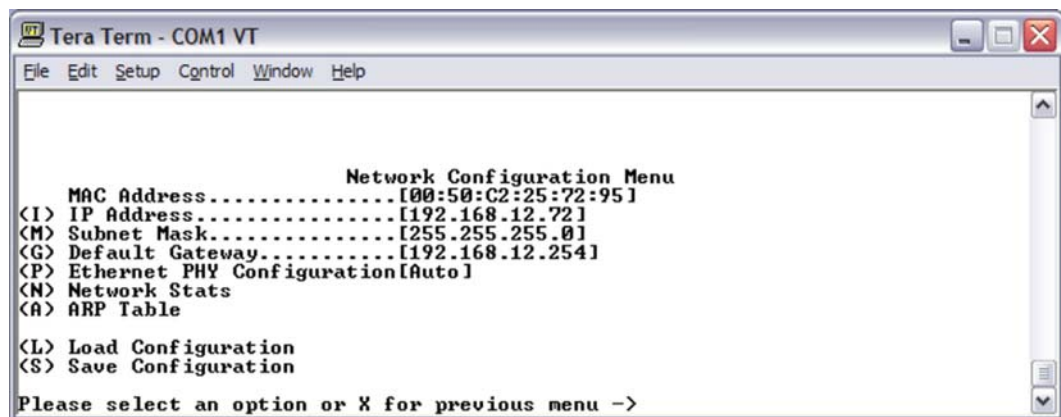 Tera Term - COM1 VT
File Edit Setup Control Window Help
Network Configuration Menu
MAC Address................[00:50:C2:25:72:95]
(I) IP Address.................[192.168.12.72]
(M) Subnet Mask................[255.255.255.0]
(G) Default Gateway............[192.168.12.254]
(P) Ethernet PHY Configuration[Auto]
(N) Network Stats
(A) ARP Table
(L) Load Configuration
(S) Save Configuration
Please select an option or X for previous menu ->